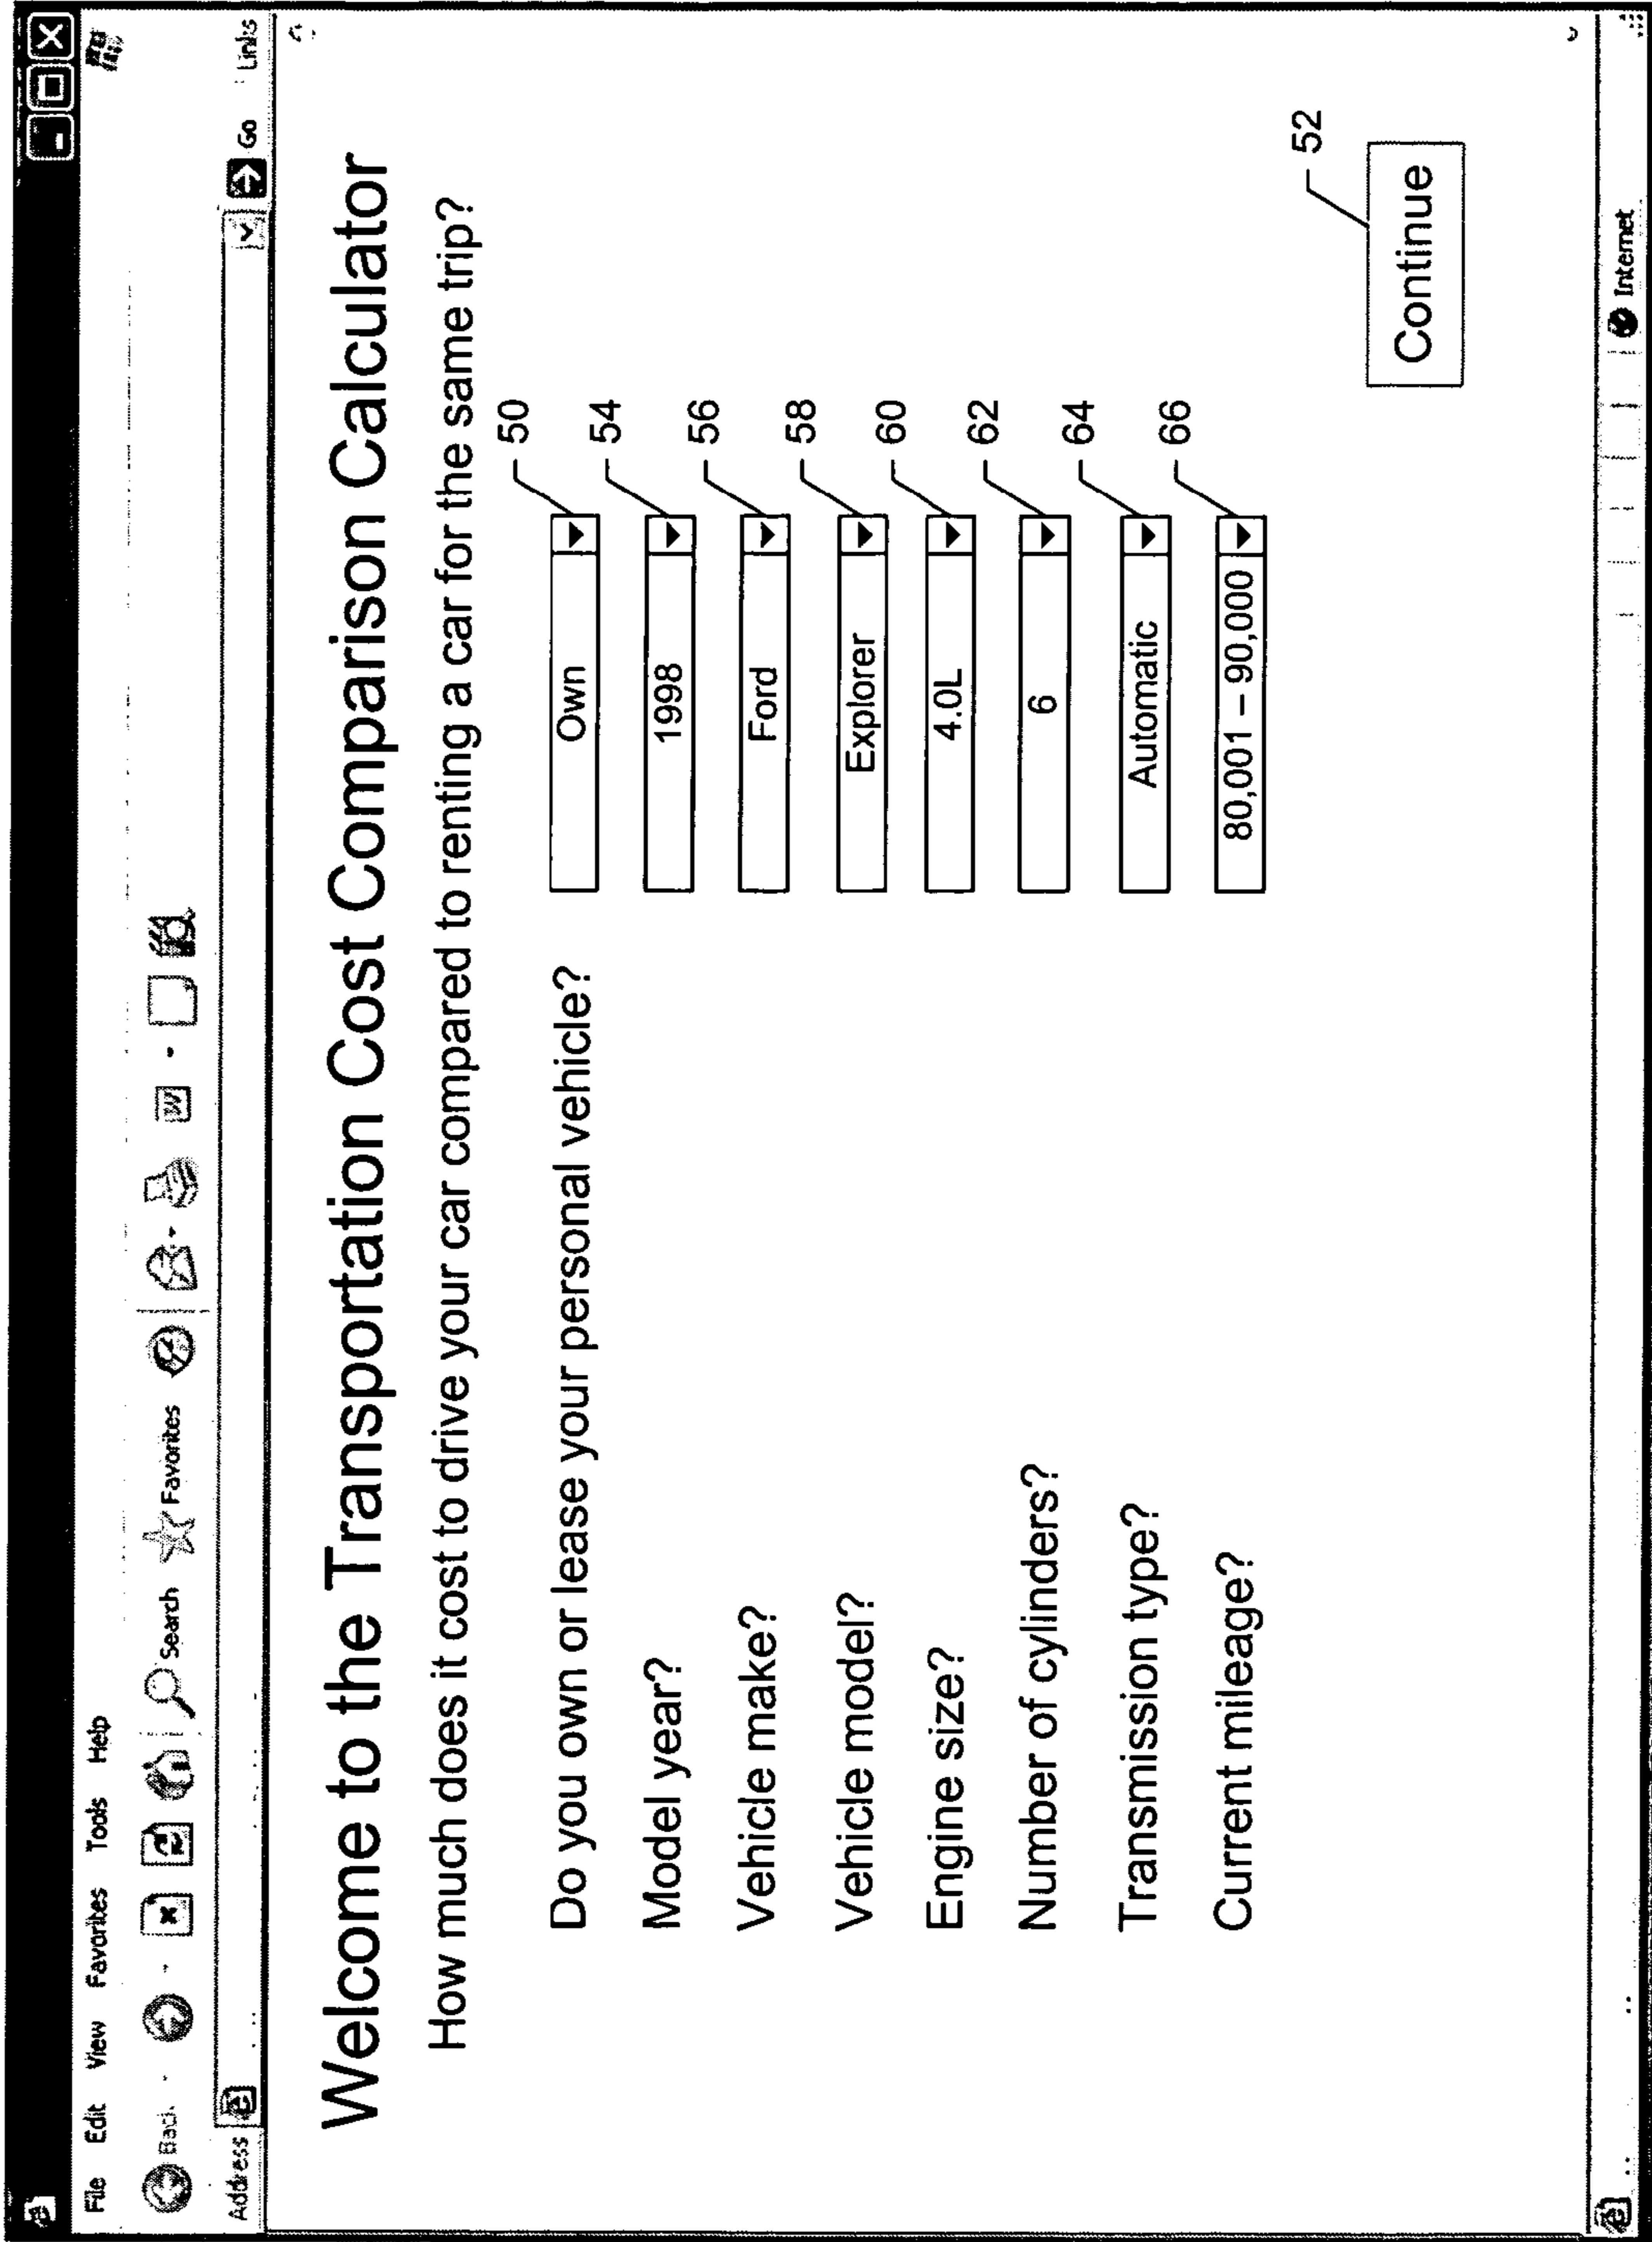 File Edit View Favorites Tools Help
Back Search Favorites
Address Go Links
Welcome to the Transportation Cost Comparison Calculator
How much does it cost to drive your car compared to renting a car for the same trip?
Do you own or lease your personal vehicle? Own 50
Model year? 1998 54
Vehicle make? Ford 56
Vehicle model? Explorer 58
Engine size? 4.0L 60
Number of cylinders? 6 62
Transmission type? Automatic 64
Current mileage? 80,001 – 90,000 66
52
Continue
Internet